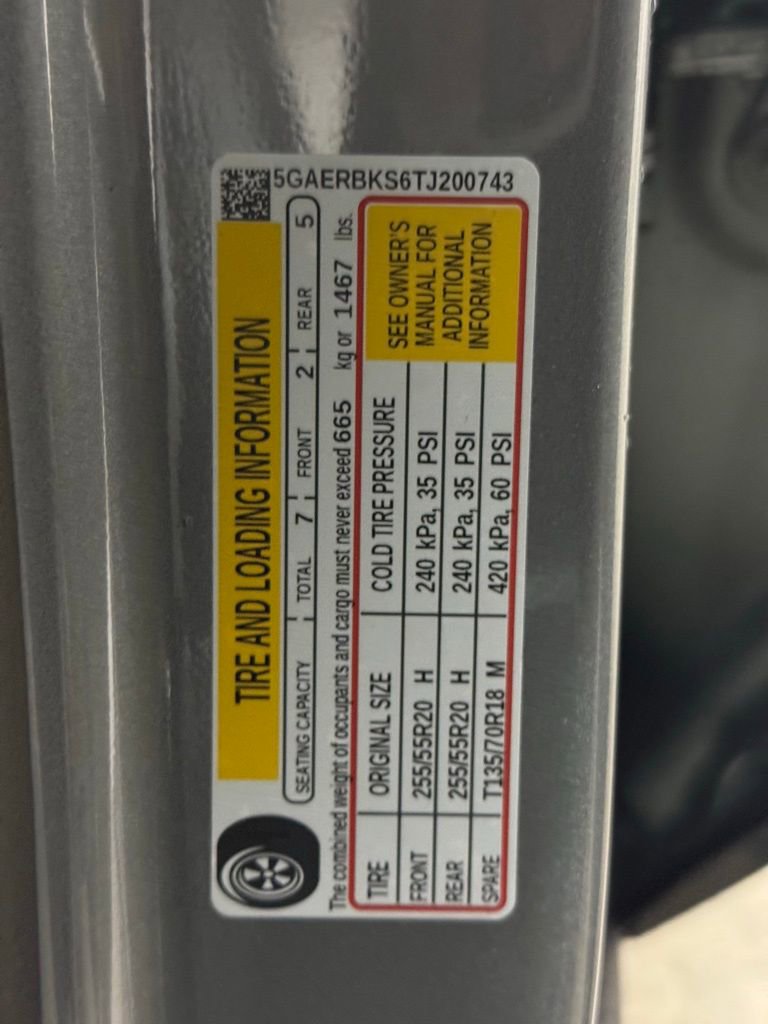 5GAERBKS6TJ200743
TIRE AND LOADING INFORMATION
SEATING CAPACITY TOTAL 7 FRONT 2 REAR 5
The combined weight of occupants and cargo must never exceed 665 kg or 1467 lbs.
TIRE ORIGINAL SIZE COLD TIRE PRESSURE
FRONT 255/55R20 H 240 kPa, 35 PSI
REAR 255/55R20 H 240 kPa, 35 PSI
SPARE T135/70R18 M 420 kPa, 60 PSI
SEE OWNER'S
MANUAL FOR
ADDITIONAL
INFORMATION